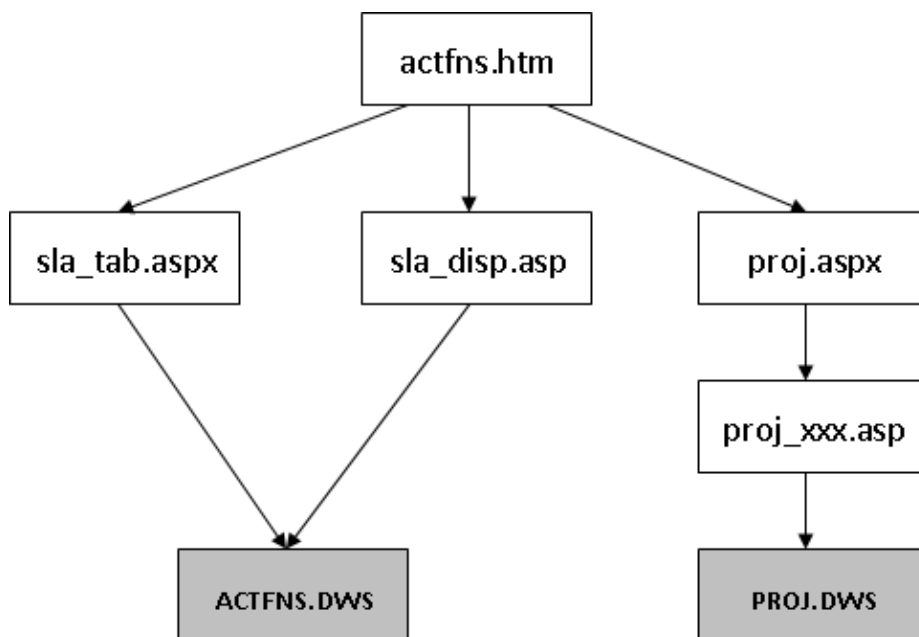 actfns.htm
sla_tab.aspx
sla_disp.asp
proj.aspx
proj_xxx.asp
ACTFNS.DWS
PROJ.DWS